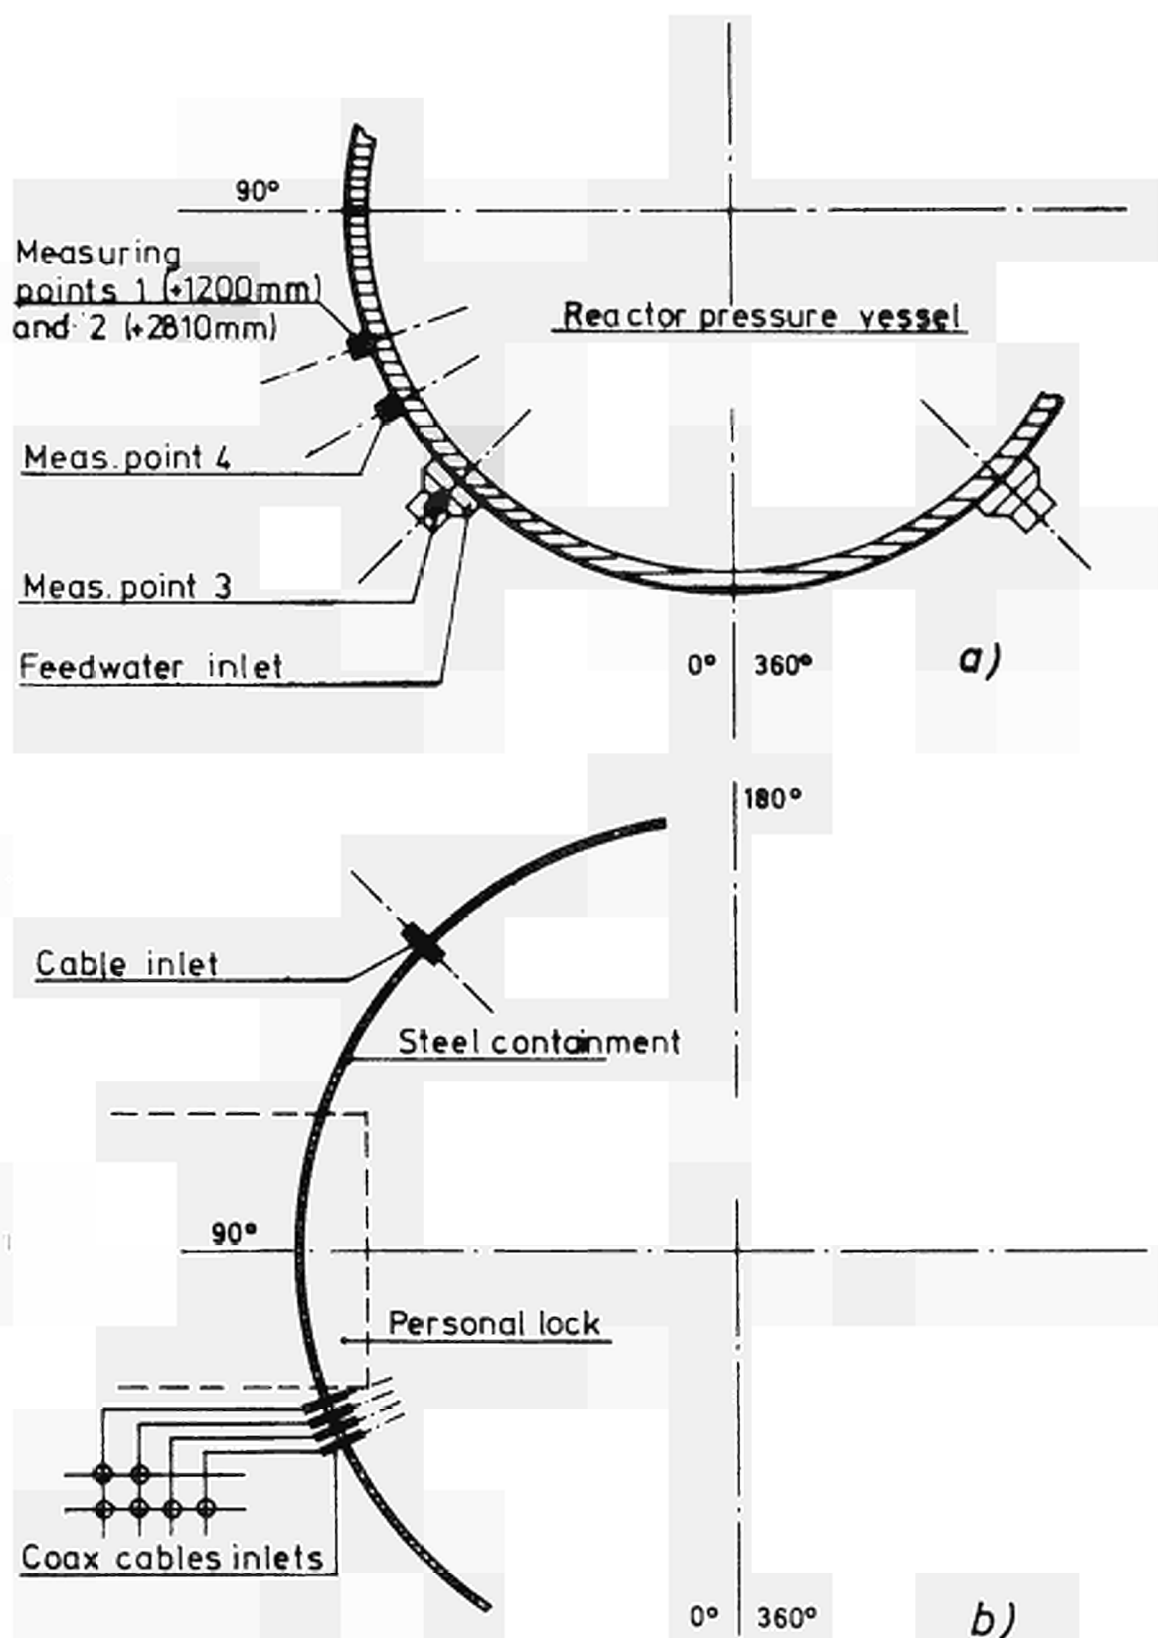 90°
Measuring
points 1 (+1200mm)
and 2 (+2810mm)
Reactor pressure vessel
Meas. point 4
Meas. point 3
Feedwater inlet
0° 360°
a)
180°
Cable inlet
Steel containment
90°
Personal lock
Coax cables inlets
0° 360°
b)